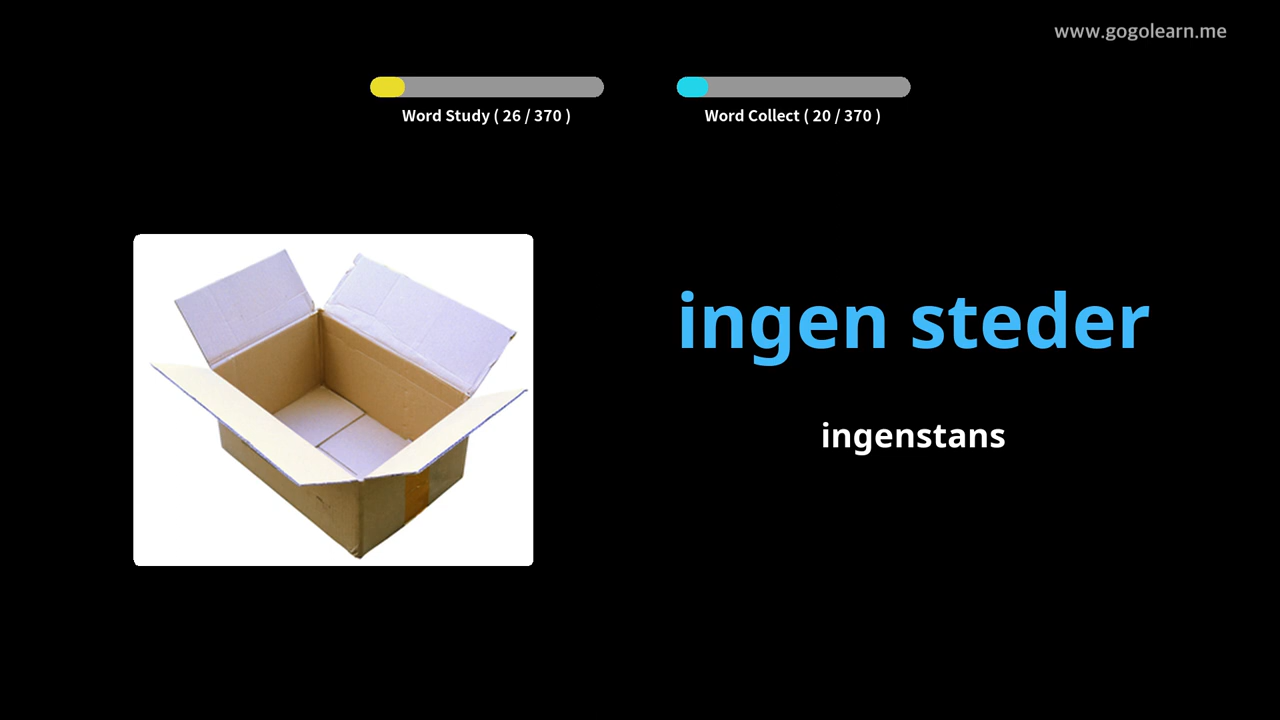 www.gogolearn.me
Word Study ( 26 / 370 )
Word Collect ( 20 / 370 )
ingen steder
ingenstans